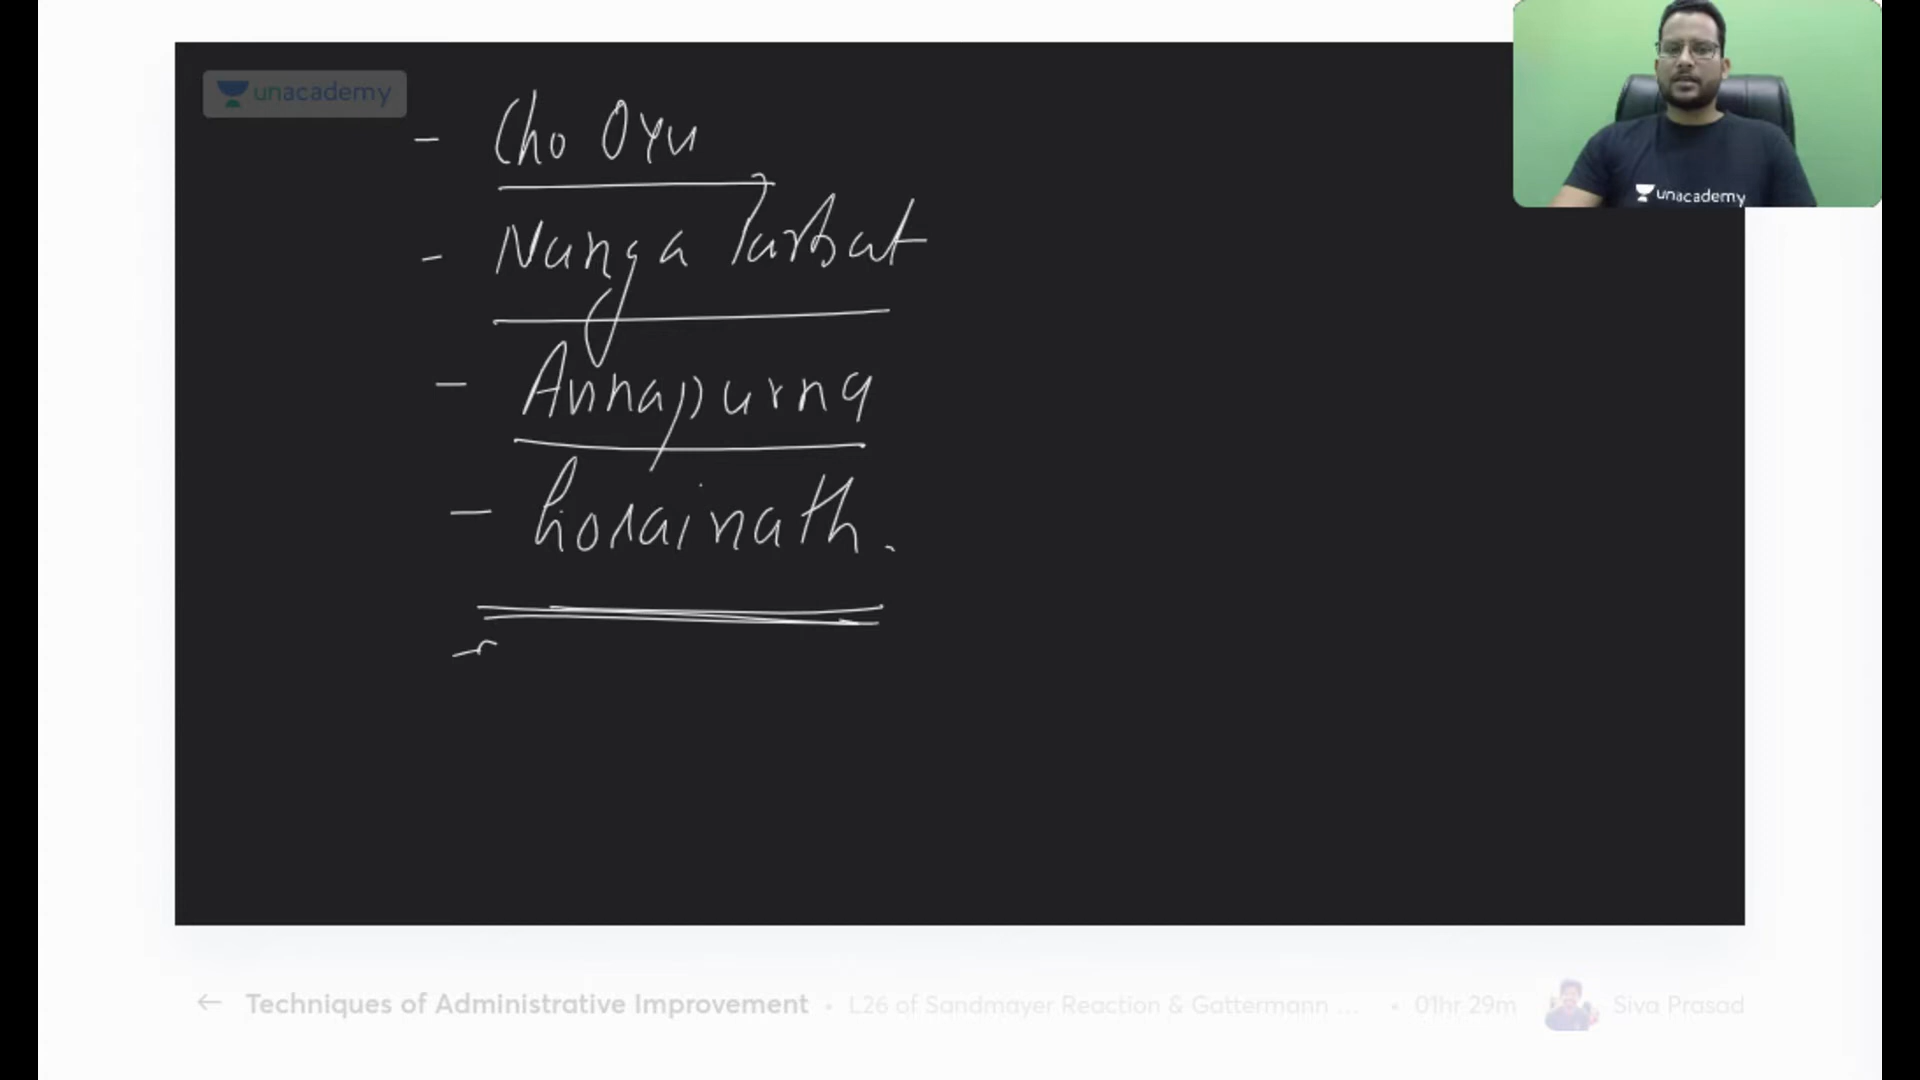 unacademy
- Cho Oyu
- Nanga Parbat
- Annapurna
-
unacademy
← Techniques of Administrative Improvement • L26 of Sandmayer Reaction & Gattermann ... • 01hr 29m Siva Prasad